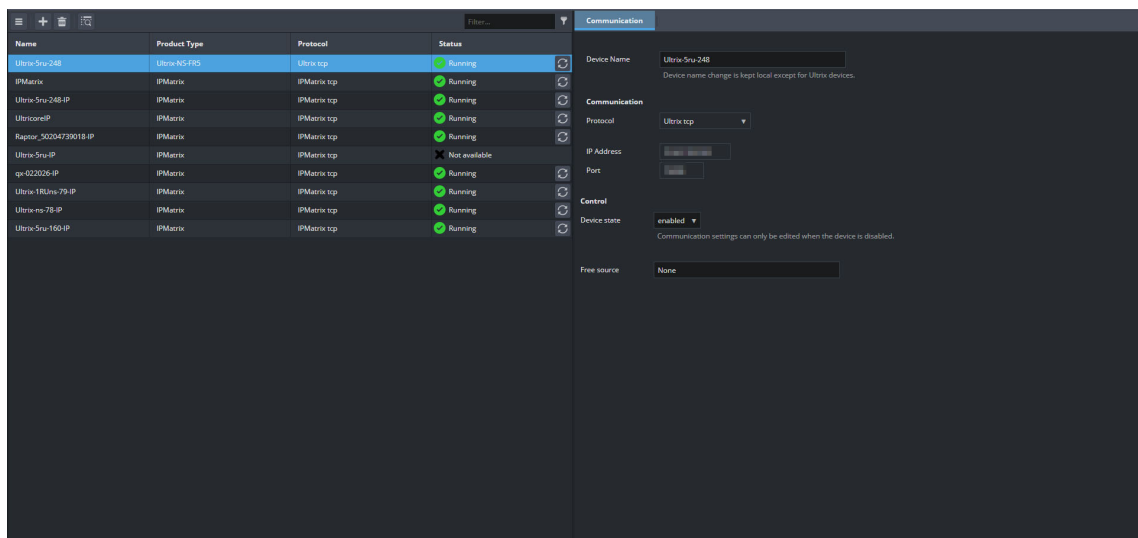 Filter...
Name Product Type Protocol Status
Ultrix-5ru-248 Ultrix-NS-FR5 Ultrix tcp Running
IPMatrix IPMatrix IPMatrix tcp Running
Ultrix-5ru-248-IP IPMatrix IPMatrix tcp Running
UltricoreIP IPMatrix IPMatrix tcp Running
Raptor_50204739018-IP IPMatrix IPMatrix tcp Running
Ultrix-5ru-IP IPMatrix IPMatrix tcp Not available
qx-022026-IP IPMatrix IPMatrix tcp Running
Ultrix-1RUns-79-IP IPMatrix IPMatrix tcp Running
Ultrix-ns-78-IP IPMatrix IPMatrix tcp Running
Ultrix-5ru-160-IP IPMatrix IPMatrix tcp Running
Communication
Device Name Ultrix-5ru-248
Device name change is kept local except for Ultrix devices.
Communication
Protocol Ultrix tcp
IP Address
Port
Control
Device state enabled
Communication settings can only be edited when the device is disabled.
Free source None